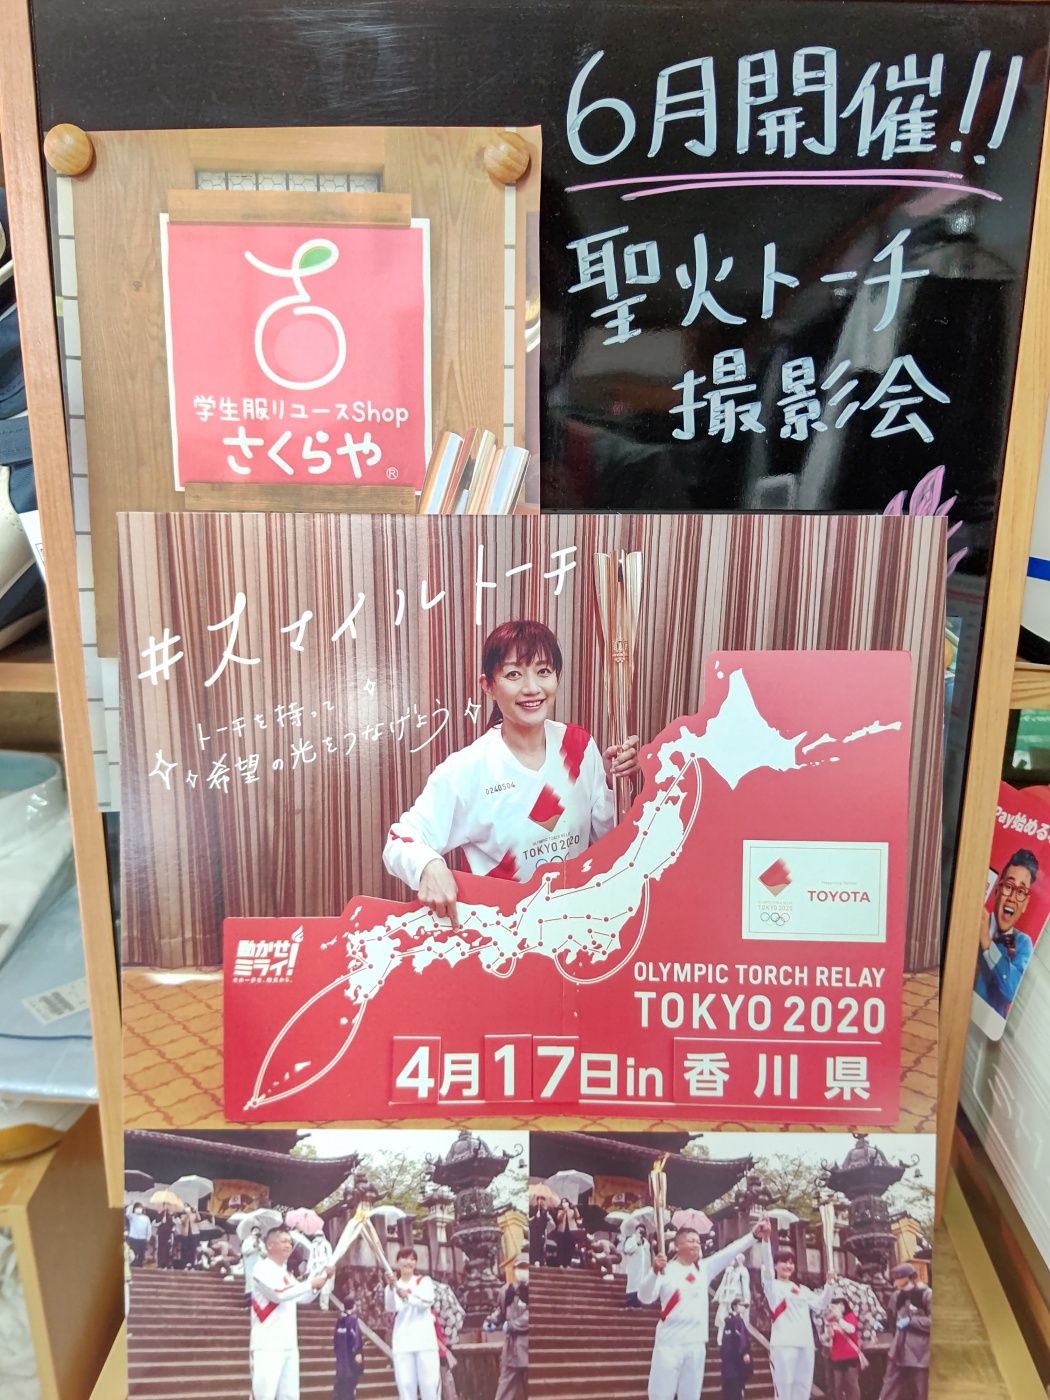 6月開催!!
聖火トーチ
撮影会
学生服リユースShop
さくらや®
#スマイルトーチ
トーチを持って
希望の光をつなげよう
0240504
TOKYO 2020
TOKYO 2020
TOYOTA
動かせ
ミライ!
OLYMPIC TORCH RELAY
TOKYO 2020
4月17日in 香川県
Pay始める